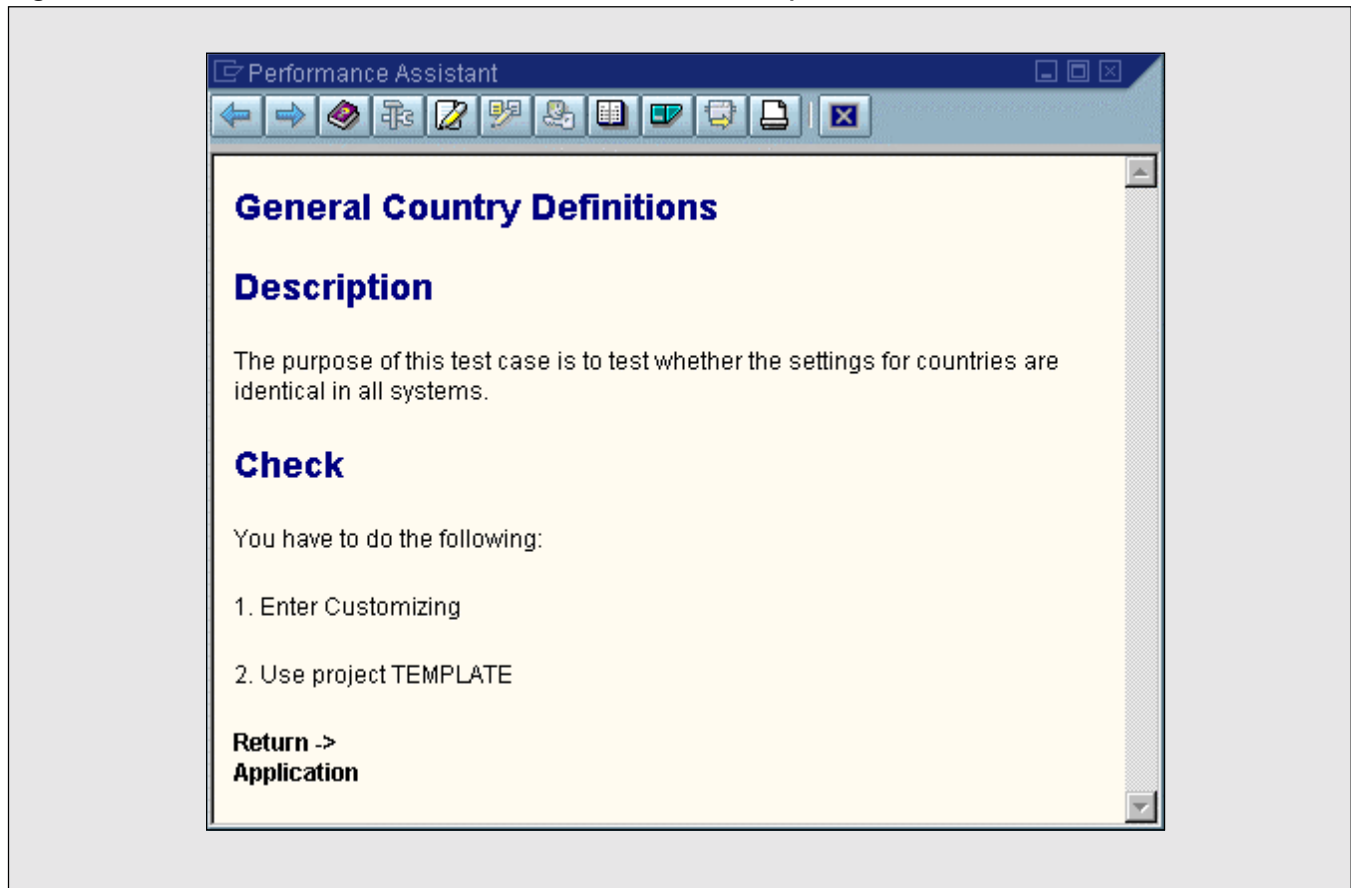 Performance Assistant
General Country Definitions
Description
The purpose of this test case is to test whether the settings for countries are
identical in all systems.
Check
You have to do the following:
1. Enter Customizing
2. Use project TEMPLATE
Return ->
Application